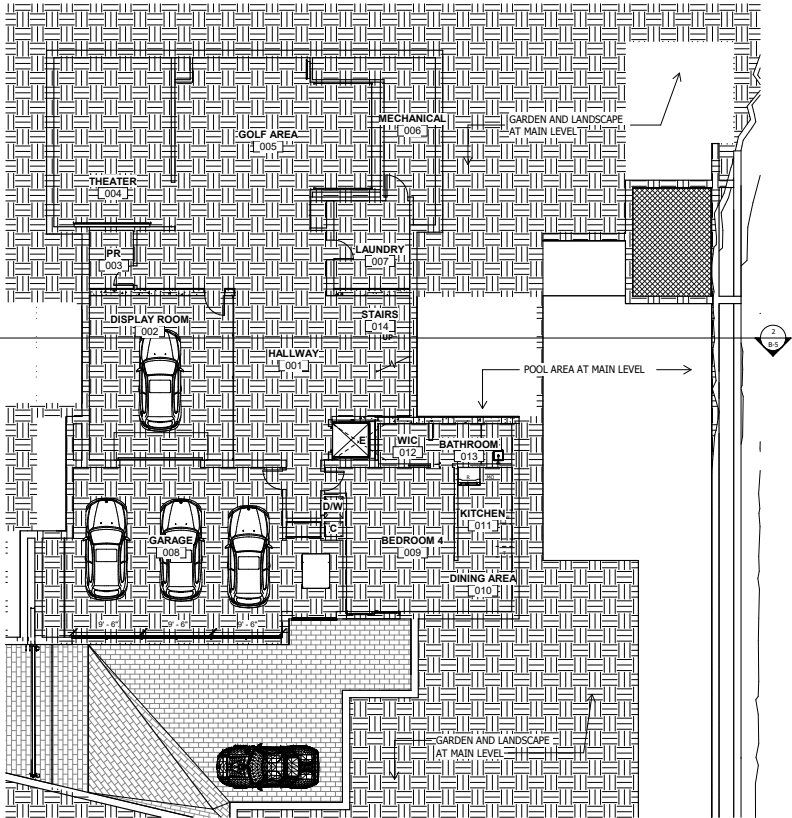 MECHANICAL
006
GARDEN AND LANDSCAPE
AT MAIN LEVEL
GOLF AREA
005
THEATER
004
LAUNDRY
007
PR
003
DISPLAY ROOM
002
STAIRS
014
UP
HALLWAY
001
2
B-5
POOL AREA AT MAIN LEVEL
E
WIC
012
BATHROOM
013
D/W
C
KITCHEN
011
GARAGE
008
BEDROOM 4
009
DINING AREA
010
9' - 6"
9' - 6"
9' - 6"
GARDEN AND LANDSCAPE
AT MAIN LEVEL